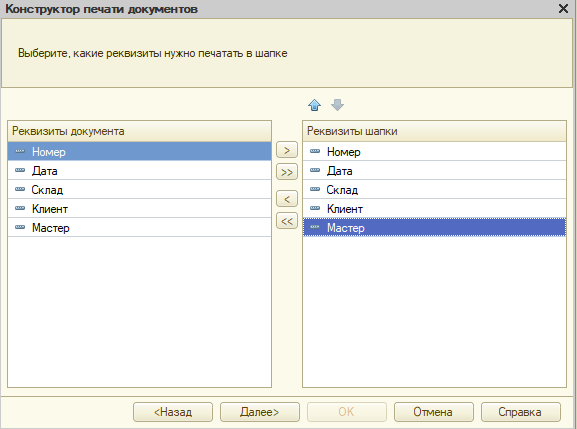 Конструктор печати документов
Выберите, какие реквизиты нужно печатать в шапке
Реквизиты документа
Номер
Дата
Склад
Клиент
Мастер
>
>>
<
<<
Реквизиты шапки
Номер
Дата
Склад
Клиент
Мастер
<Назад
Далее>
OK
Отмена
Справка